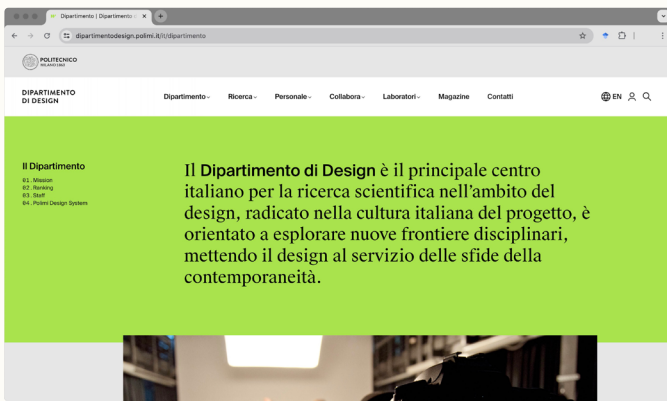 Dipartimento | Dipartimento d
dipartimentodesign.polimi.it/it/dipartimento
POLITECNICO
MILANO 1863
DIPARTIMENTO
DI DESIGN
Dipartimento
Ricerca
Personale
Collabora
Laboratori
Magazine
Contatti
EN
Il Dipartimento
01. Mission
02. Ranking
03. Staff
04. Polimi Design System
Il Dipartimento di Design è il principale centro
italiano per la ricerca scientifica nell'ambito del
design, radicato nella cultura italiana del progetto, è
orientato a esplorare nuove frontiere disciplinari,
mettendo il design al servizio delle sfide della
contemporaneità.